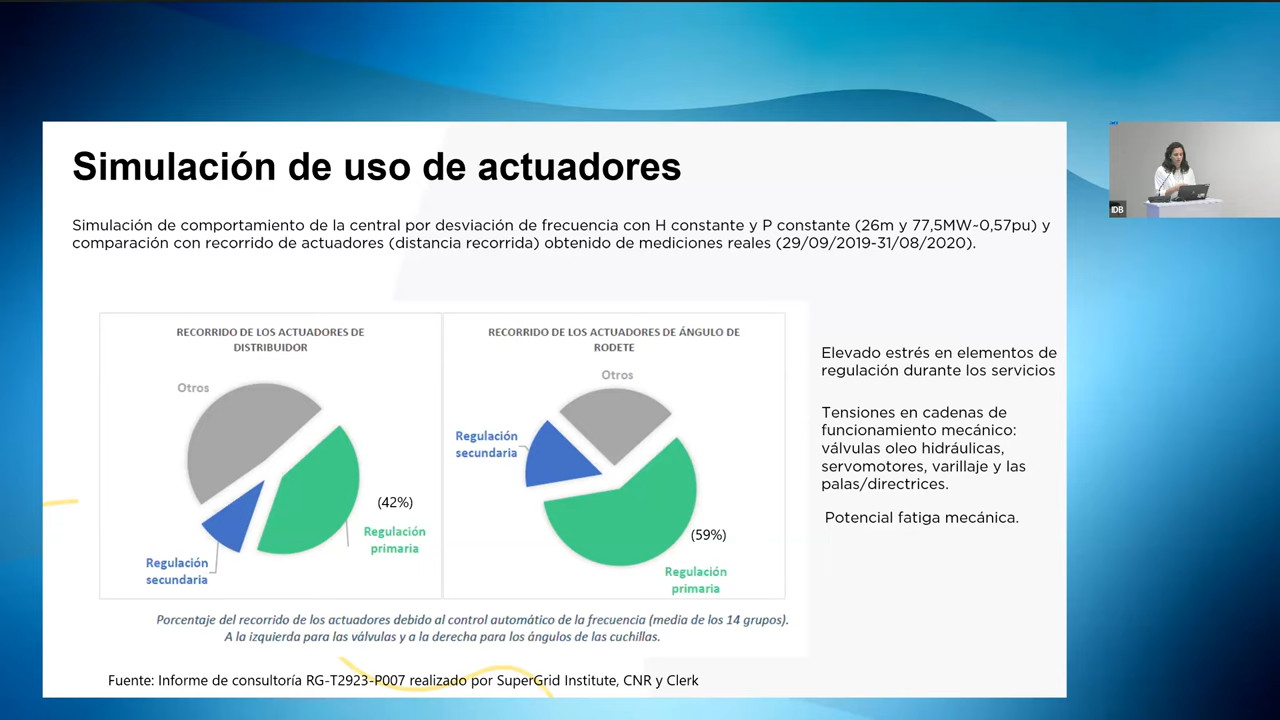 Simulación de uso de actuadores
Simulación de comportamiento de la central por desviación de frecuencia con H constante y P constante (26m y 77,5MW~0,57pu) y
comparación con recorrido de actuadores (distancia recorrida) obtenido de mediciones reales (29/09/2019-31/08/2020).
RECORRIDO DE LOS ACTUADORES DE
DISTRIBUIDOR
Otros
(42%)
Regulación
primaria
Regulación
secundaria
RECORRIDO DE LOS ACTUADORES DE ÁNGULO DE
RODETE
Otros
Regulación
secundaria
(59%)
Regulación
primaria
Elevado estrés en elementos de
regulación durante los servicios
Tensiones en cadenas de
funcionamiento mecánico:
válvulas oleo hidráulicas,
servomotores, varillaje y las
palas/directrices.
Potencial fatiga mecánica.
Porcentaje del recorrido de los actuadores debido al control automático de la frecuencia (media de los 14 grupos).
A la izquierda para las válvulas y a la derecha para los ángulos de las cuchillas.
Fuente: Informe de consultoría RG-T2923-P007 realizado por SuperGrid Institute, CNR y Clerk
IDB